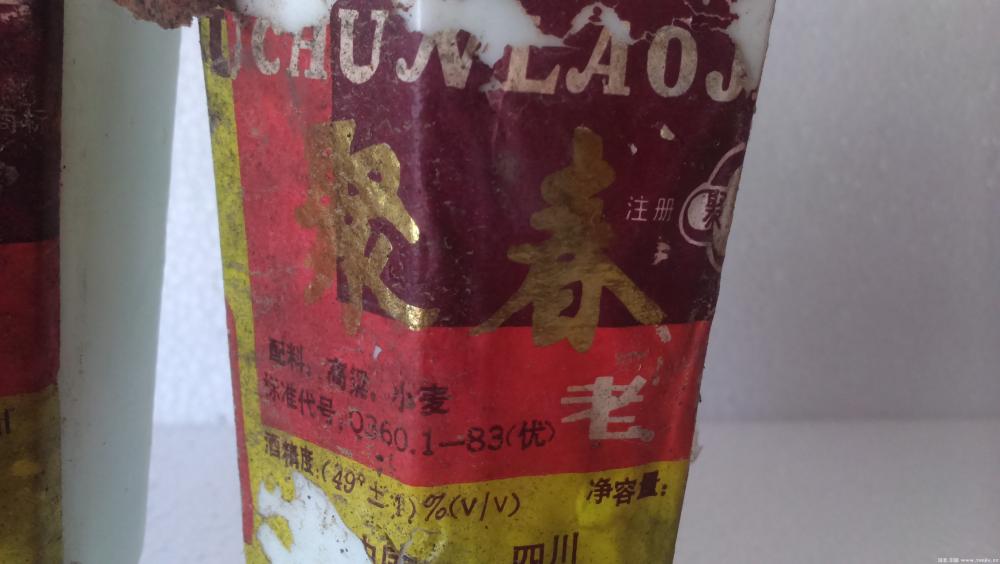 CHUNLAOJ
聚春
注册
聚
老
配料：高粱、小麦
标准代号：Q360.1—83(优)
酒精度：(49°±1)%(V/V)
净容量：
四川